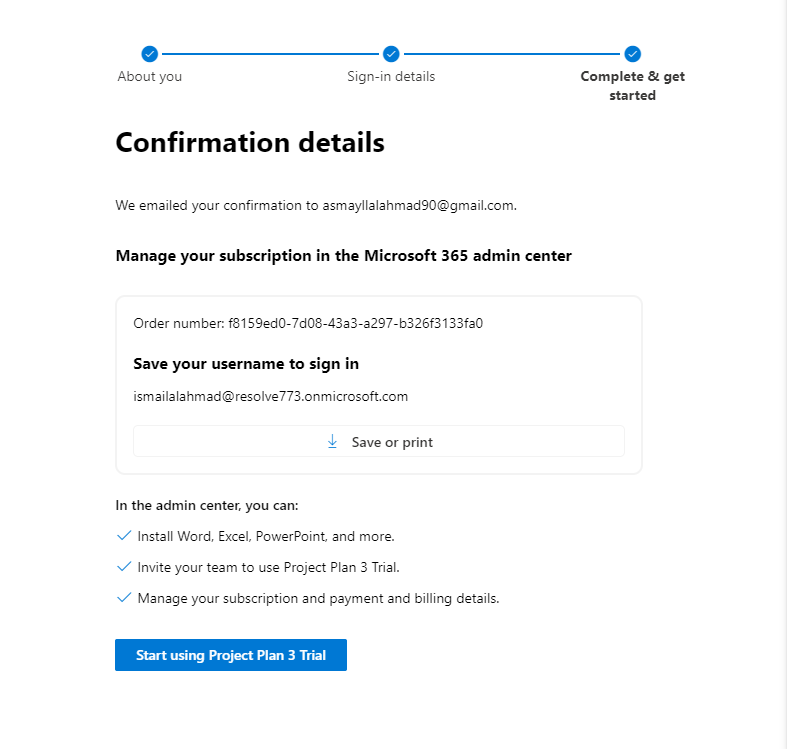 About you
Sign-in details
Complete & get
started
Confirmation details
We emailed your confirmation to asmayllalahmad90@gmail.com.
Manage your subscription in the Microsoft 365 admin center
Order number: f8159ed0-7d08-43a3-a297-b326f3133fa0
Save your username to sign in
ismailalahmad@resolve773.onmicrosoft.com
Save or print
In the admin center, you can:
Install Word, Excel, PowerPoint, and more.
Invite your team to use Project Plan 3 Trial.
Manage your subscription and payment and billing details.
Start using Project Plan 3 Trial